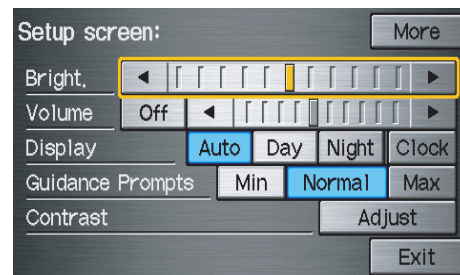 Setup screen: More
Bright.
Volume Off
Display Auto Day Night Clock
Guidance Prompts Min Normal Max
Contrast Adjust
Exit